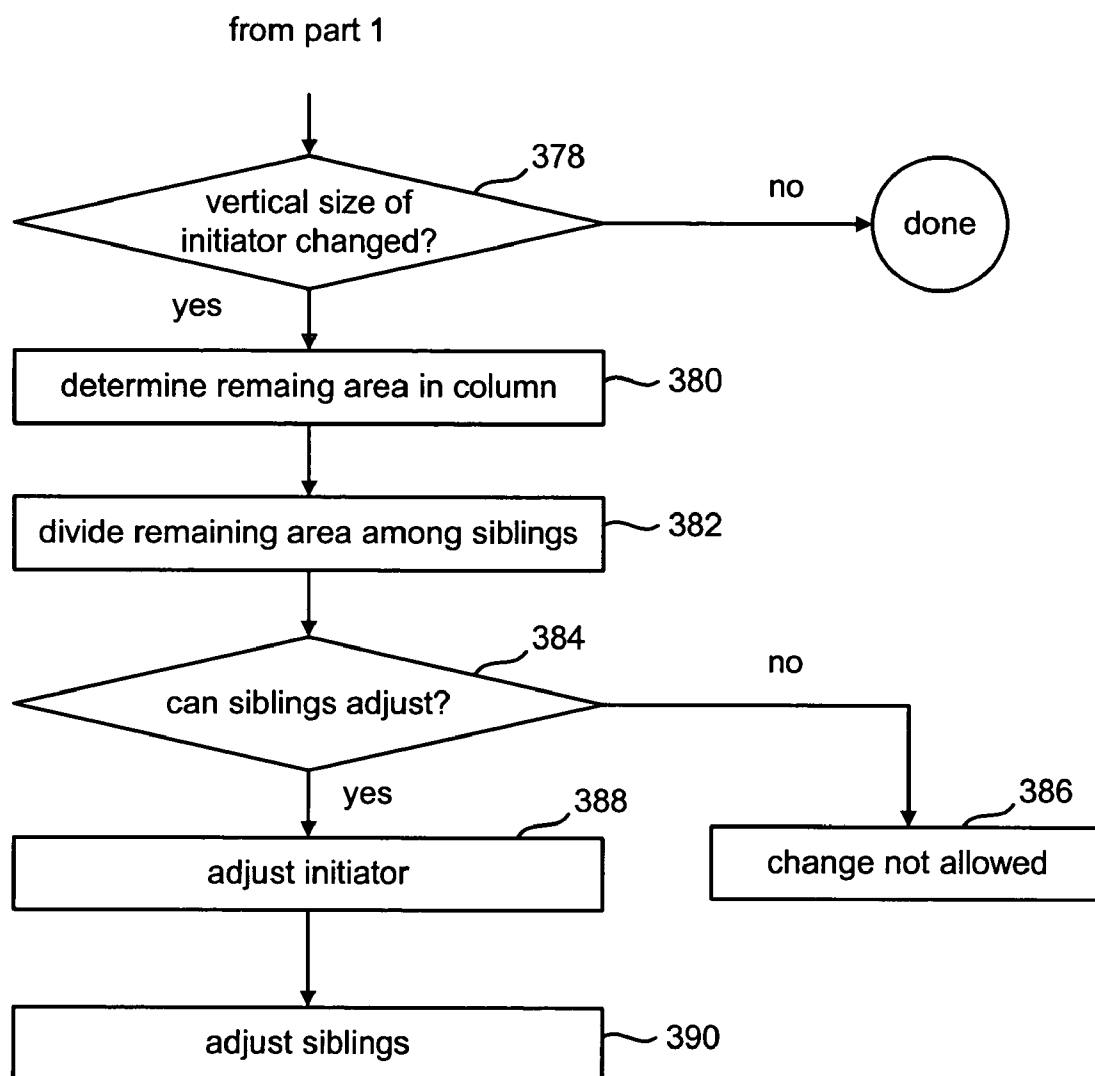 from part 1
378
vertical size of
initiator changed?
no
done
yes
determine remaing area in column
380
divide remaining area among siblings
382
384
can siblings adjust?
no
yes
388
adjust initiator
386
change not allowed
adjust siblings
390